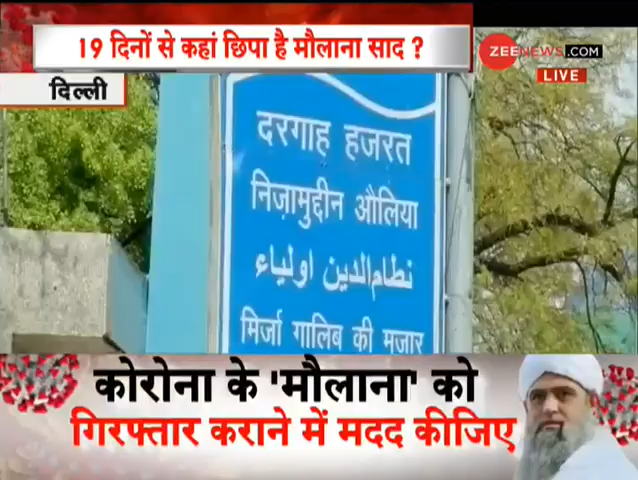 19 दिनों से कहां छिपा है मौलाना साद ?
ZEENEWS.COM
LIVE
दिल्ली
दरगाह हजरत
निज़ामुद्दीन औलिया
نظام الدین اولیاء
मिर्जा गालिब की मजार
कोरोना के 'मौलाना' को
गिरफ्तार कराने में मदद कीजिए